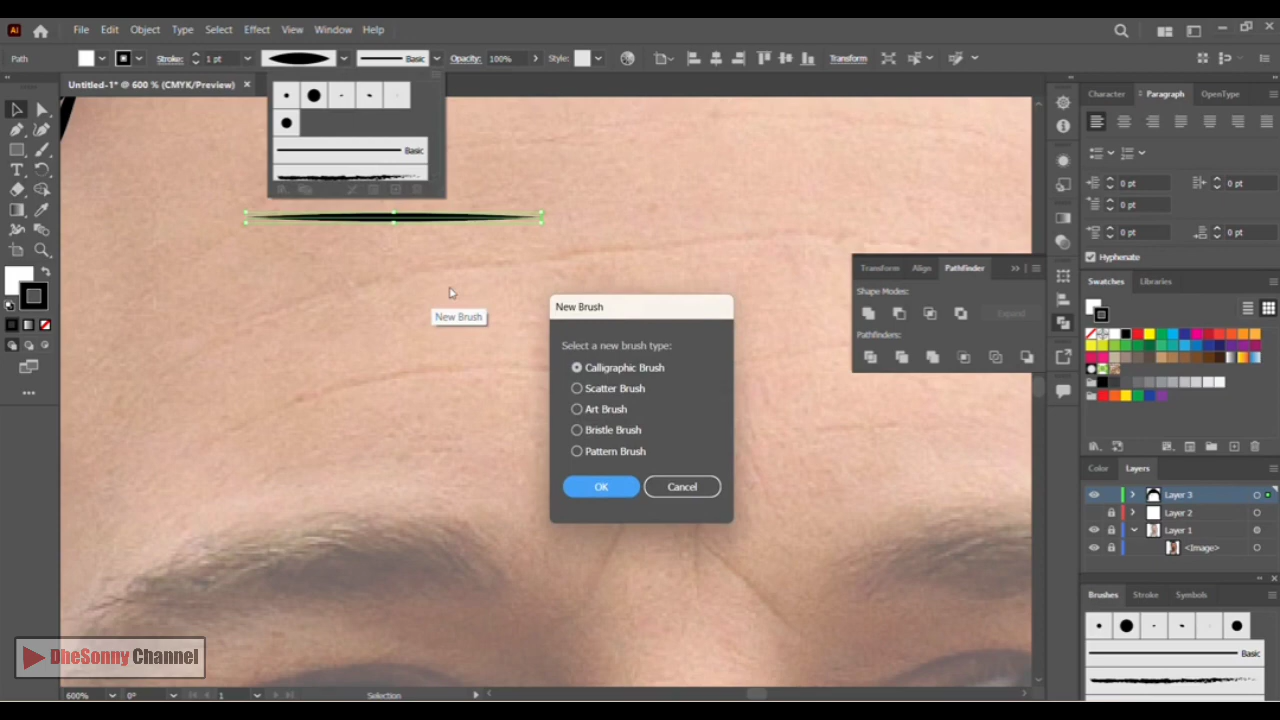 Ai File Edit Object Type Select Effect View Window Help
Path Stroke: 1 pt Basic Opacity: 100% Style: Transform
Untitled-1* @ 600 % (CMYK/Preview) ×
Character Paragraph OpenType
Basic
0 pt 0 pt
0 pt
0 pt 0 pt
Hyphenate
Transform Align Pathfinder
Shape Modes:
Expand
Pathfinders:
Swatches Libraries
New Brush
New Brush
Select a new brush type:
Calligraphic Brush
Scatter Brush
Art Brush
Bristle Brush
Pattern Brush
OK Cancel
Color Layers
Layer 3
Layer 2
Layer 1
<Image>
Brushes Stroke Symbols
Basic
DheSonny Channel
600% 0° 1 Selection